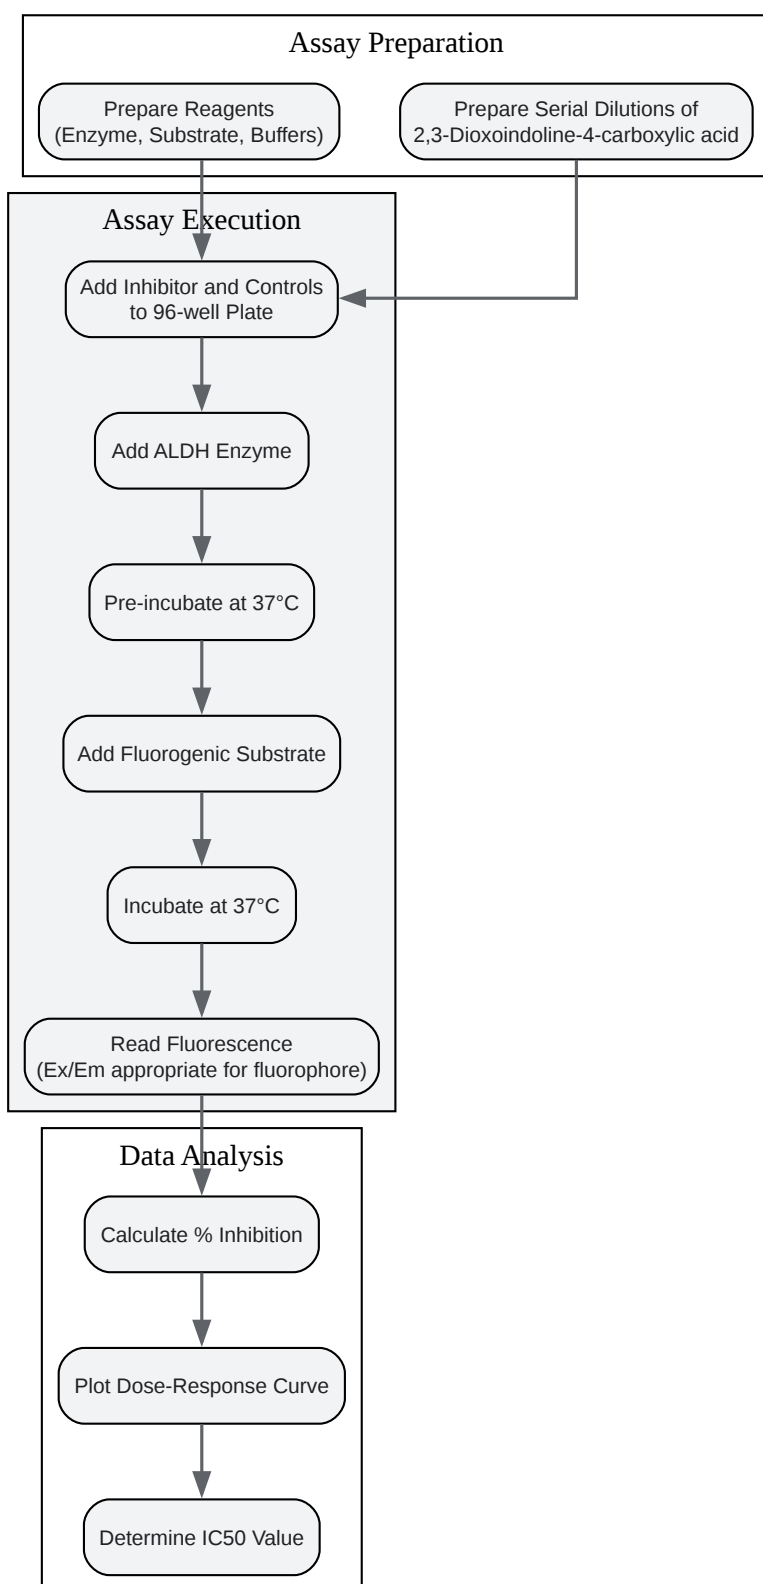 Assay Preparation
Prepare Reagents
(Enzyme, Substrate, Buffers)
Prepare Serial Dilutions of
2,3-Dioxoindoline-4-carboxylic acid
Assay Execution
Add Inhibitor and Controls
to 96-well Plate
Add ALDH Enzyme
Pre-incubate at 37°C
Add Fluorogenic Substrate
Incubate at 37°C
Read Fluorescence
(Ex/Em appropriate for fluorophore)
Data Analysis
Calculate % Inhibition
Plot Dose-Response Curve
Determine IC50 Value